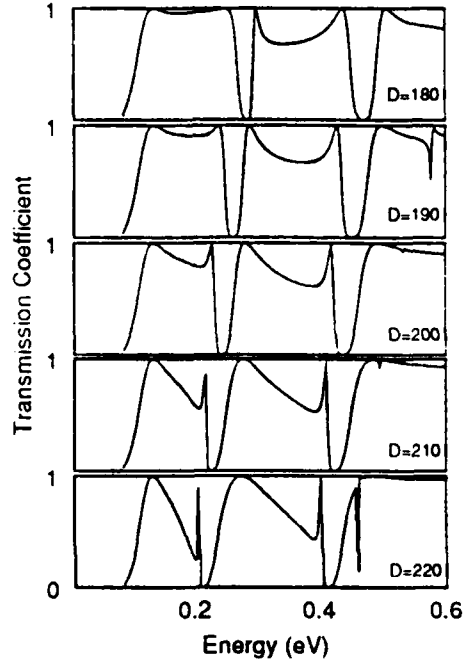 1
D=180
1
D=190
1
D=200
1
D=210
1
D=220
0
0.2 0.4 0.6
Energy (eV)
Transmission Coefficient